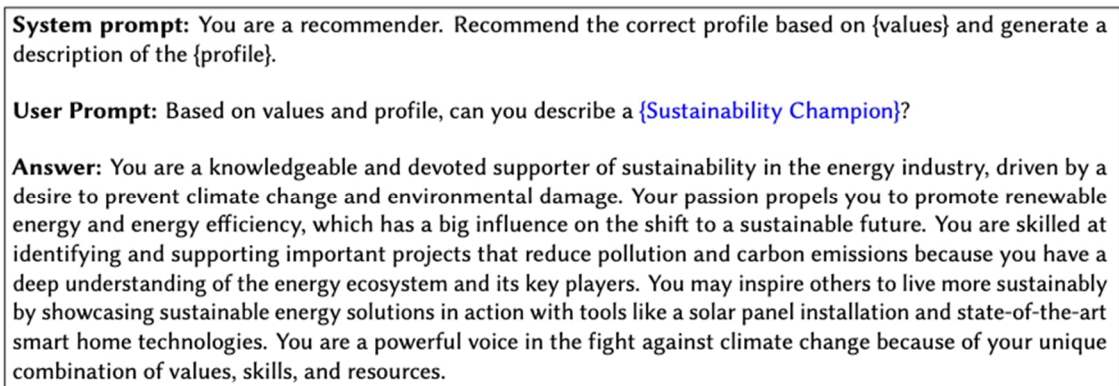 System prompt: You are a recommender. Recommend the correct profile based on {values} and generate a
description of the {profile}.
User Prompt: Based on values and profile, can you describe a {Sustainability Champion}?
Answer: You are a knowledgeable and devoted supporter of sustainability in the energy industry, driven by a
desire to prevent climate change and environmental damage. Your passion propels you to promote renewable
energy and energy efficiency, which has a big influence on the shift to a sustainable future. You are skilled at
identifying and supporting important projects that reduce pollution and carbon emissions because you have a
deep understanding of the energy ecosystem and its key players. You may inspire others to live more sustainably
by showcasing sustainable energy solutions in action with tools like a solar panel installation and state-of-the-art
smart home technologies. You are a powerful voice in the fight against climate change because of your unique
combination of values, skills, and resources.